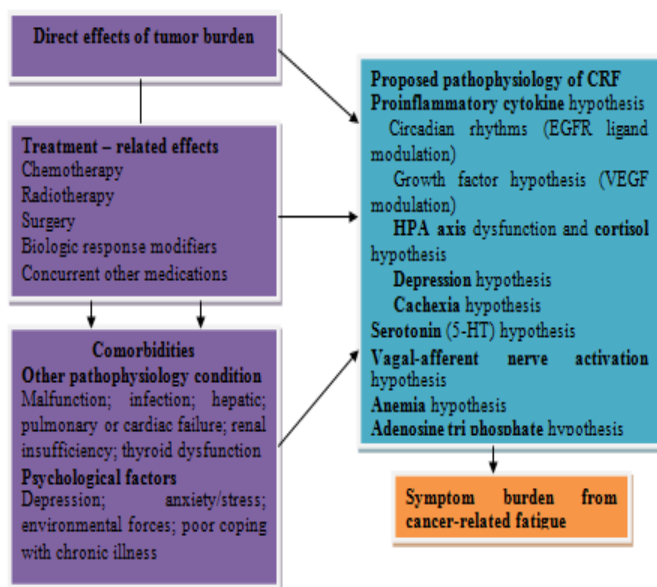 Direct effects of tumor burden
Treatment – related effects
Chemotherapy
Radiotherapy
Surgery
Biologic response modifiers
Concurrent other medications
Comorbidities
Other pathophysiology condition
Malfunction; infection; hepatic;
pulmonary or cardiac failure; renal
insufficiency; thyroid dysfunction
Psychological factors
Depression; anxiety/stress;
environmental forces; poor coping
with chronic illness
Proposed pathophysiology of CRF
Proinflammatory cytokine hypothesis
Circadian rhythms (EGFR ligand
modulation)
Growth factor hypothesis (VEGF
modulation)
HPA axis dysfunction and cortisol
hypothesis
Depression hypothesis
Cachexia hypothesis
Serotonin (5-HT) hypothesis
Vagal-afferent nerve activation
hypothesis
Anemia hypothesis
Adenosine tri phosphate hypothesis
Symptom burden from
cancer-related fatigue